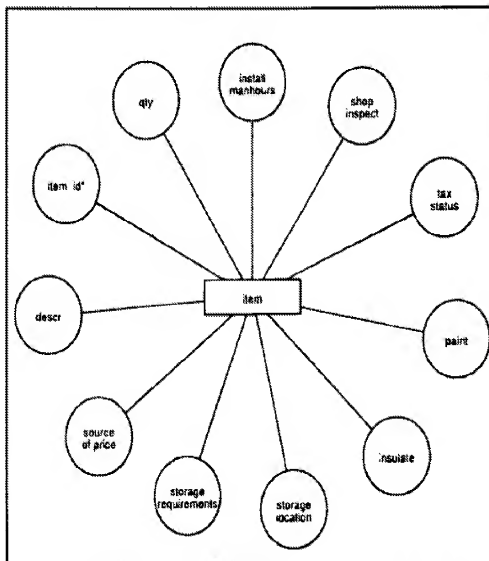 install
manhours
qty
shop
inspect
item id*
tax
status
item
descr
paint
source
of price
insulate
storage
requirements
storage
location